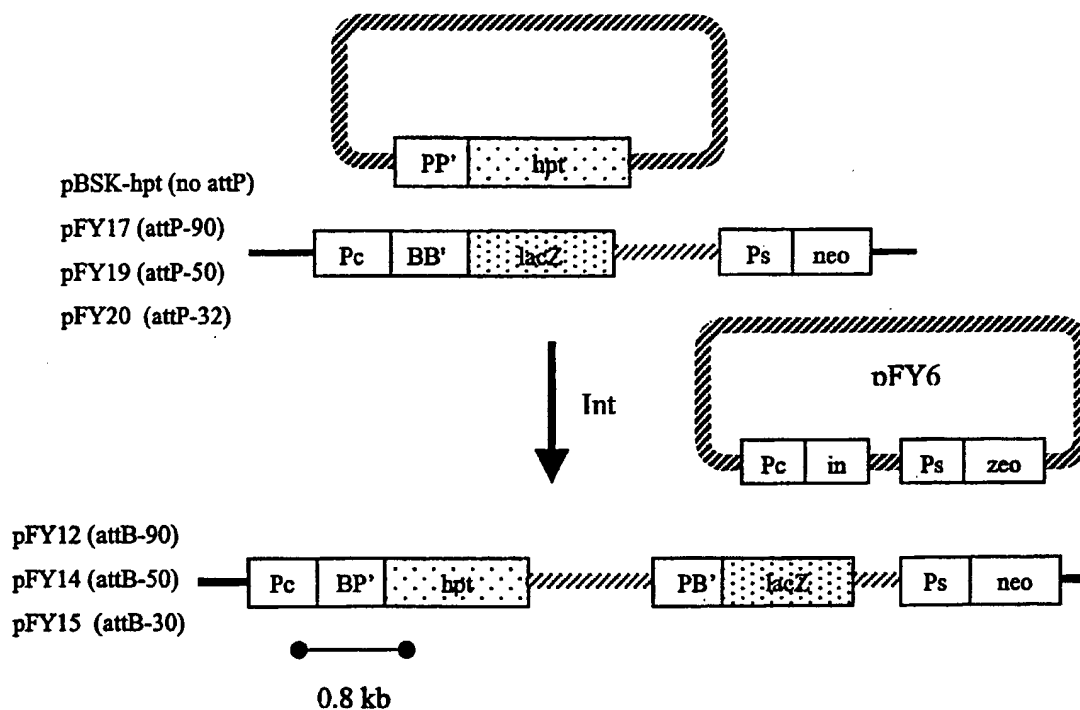 PP' hpt
pBSK-hpt (no attP)
pFY17 (attP-90)
pFY19 (attP-50)
pFY20 (attP-32)
Pc BB' lacZ Ps neo
Int
pFY6
Pc in Ps zeo
pFY12 (attB-90)
pFY14 (attB-50)
pFY15 (attB-30)
Pc BP' hpt PB' lacZ Ps neo
0.8 kb